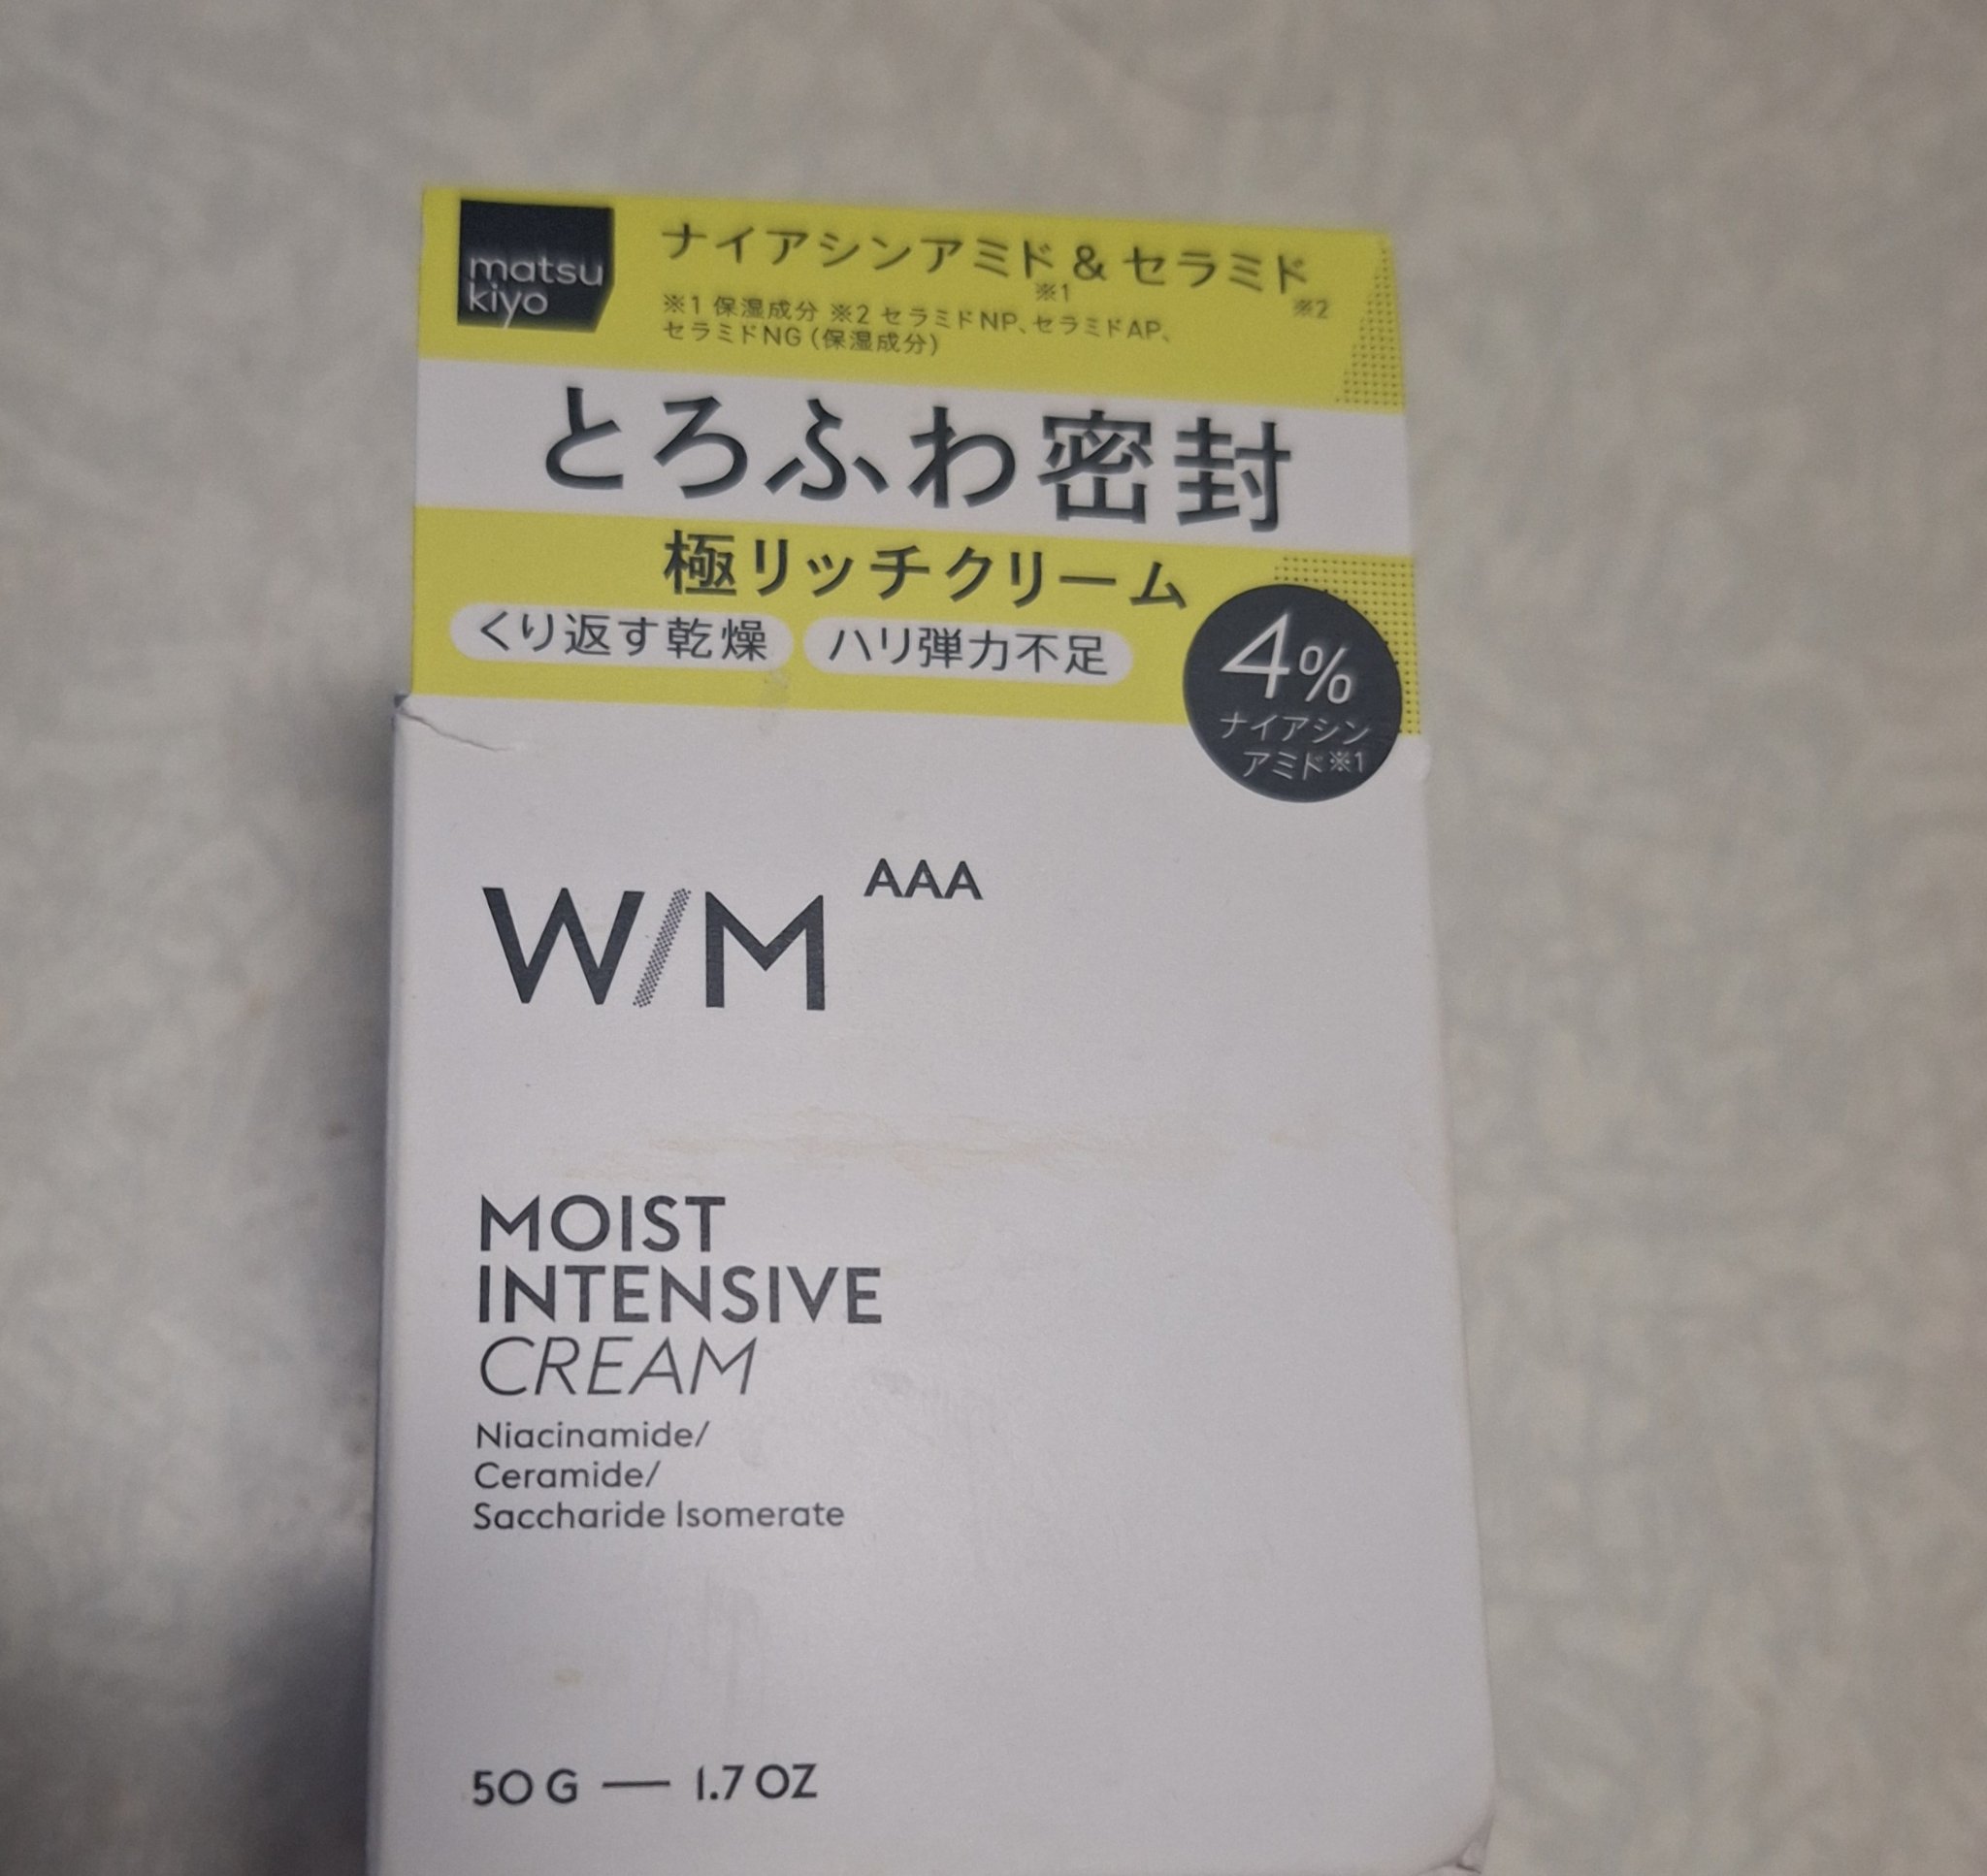 matsu
kiyo
ナイアシンアミド※1 & セラミド※2
※1 保湿成分 ※2 セラミドNP、セラミドAP、
セラミドNG (保湿成分)
とろふわ密封
極リッチクリーム
くり返す乾燥 ハリ弾力不足
4%
ナイアシン
アミド※1
W/M AAA
MOIST
INTENSIVE
CREAM
Niacinamide/
Ceramide/
Saccharide Isomerate
50 G — 1.7 OZ